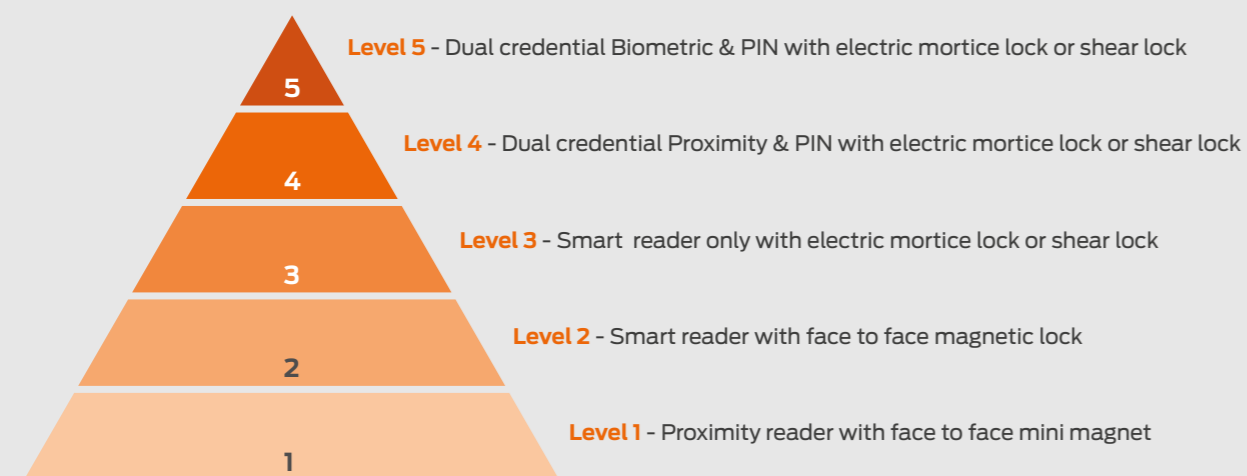 Level 5 - Dual credential Biometric & PIN with electric mortice lock or shear lock
5
Level 4 - Dual credential Proximity & PIN with electric mortice lock or shear lock
4
Level 3 - Smart reader only with electric mortice lock or shear lock
3
Level 2 - Smart reader with face to face magnetic lock
2
Level 1 - Proximity reader with face to face mini magnet
1